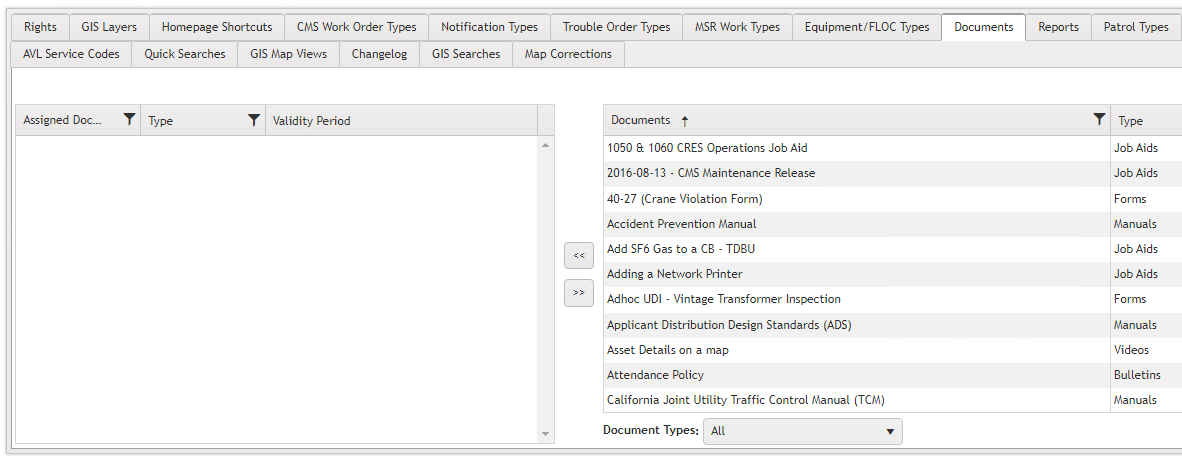 Rights GIS Layers Homepage Shortcuts CMS Work Order Types Notification Types Trouble Order Types MSR Work Types Equipment/FLOC Types Documents Reports Patrol Types
AVL Service Codes Quick Searches GIS Map Views Changelog GIS Searches Map Corrections
Assigned Doc... Type Validity Period
Documents Type
1050 & 1060 CRES Operations Job Aid Job Aids
2016-08-13 - CMS Maintenance Release Job Aids
40-27 (Crane Violation Form) Forms
Accident Prevention Manual Manuals
Add SF6 Gas to a CB - TDBU Job Aids
<<
Adding a Network Printer Job Aids
>>
Adhoc UDI - Vintage Transformer Inspection Forms
Applicant Distribution Design Standards (ADS) Manuals
Asset Details on a map Videos
Attendance Policy Bulletins
California Joint Utility Traffic Control Manual (TCM) Manuals
Document Types: All